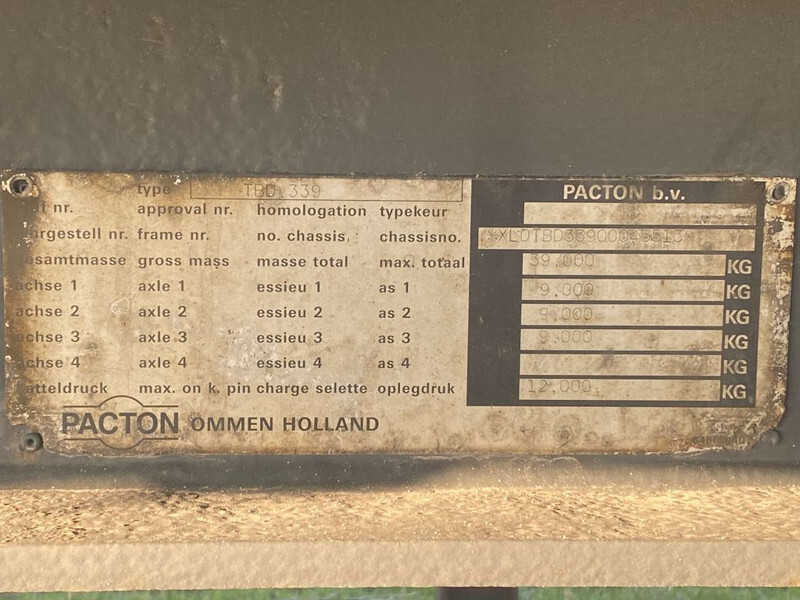 type TBD 339 PACTON b.v.
nr. approval nr. homologation typekeur
frame nr. no. chassis chassisno.
gross mass masse total max. totaal 39.000 KG
achse 1 axle 1 essieu 1 as 1 9.000 KG
achse 2 axle 2 essieu 2 as 2 9.000 KG
achse 3 axle 3 essieu 3 as 3 9.000 KG
achse 4 axle 4 essieu 4 as 4 KG
max. on k. pin charge selette oplegdruk 12.000 KG
PACTON OMMEN HOLLAND